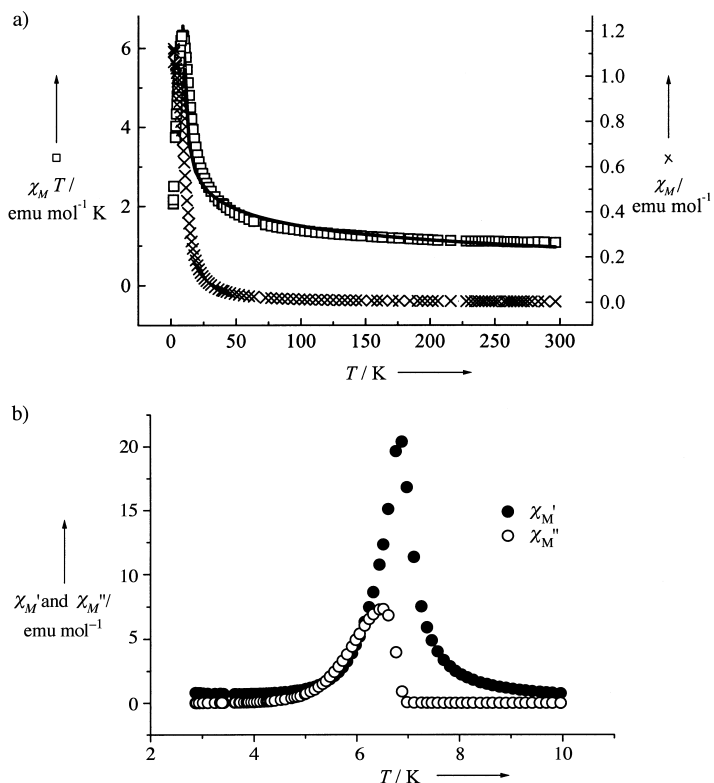 a)
6
4
2
0
□
χM T /
emu mol⁻¹ K
1.2
1.0
0.8
0.6
0.4
0.2
0.0
×
χM/
emu mol⁻¹
0 50 100 150 200 250 300
T / K
b)
20
15
10
5
0
χM' and χM''/
emu mol⁻¹
● χM'
○ χM''
2 4 6 8 10
T / K